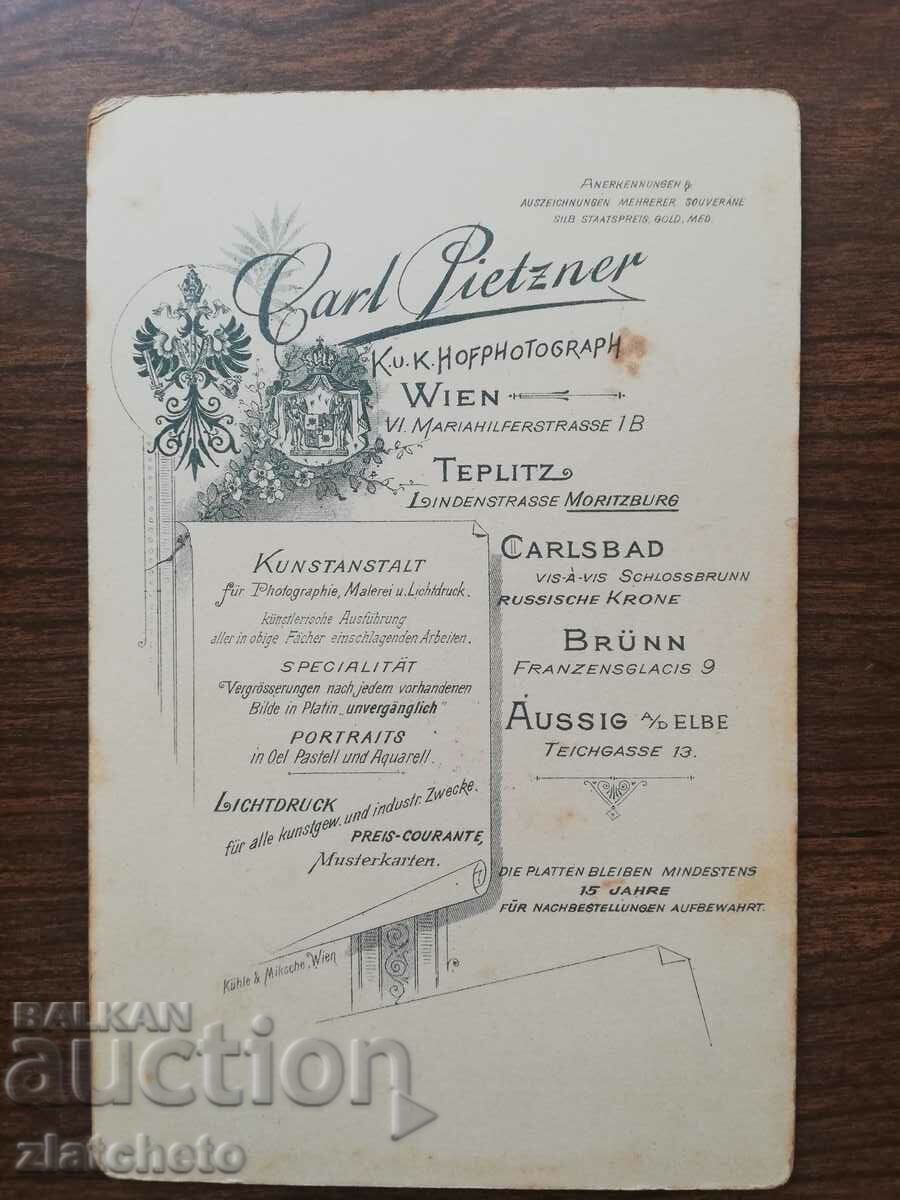 Anerkennungen &
Auszeichnungen mehrerer Souveräne
Silb Staatspreis, Gold, Med.
Carl Pietzner
K. u. K. Hofphotograph
Wien
VI. Mariahilferstrasse 1B
Teplitz
Lindenstrasse Moritzburg
Carlsbad
vis-à-vis Schlossbrunn
Russische Krone
Brünn
Franzensglacis 9
Aussig a/d Elbe
Teichgasse 13.
Kunstanstalt
für Photographie, Malerei u. Lichtdruck.
künstlerische Ausführung
aller in obige Fächer einschlagenden Arbeiten.
Specialität
Vergrösserungen nach jedem vorhandenen
Bilde in Platin „unvergänglich"
Portraits
in Oel Pastell und Aquarell.
Lichtdruck
für alle kunstgew. und industr. Zwecke.
Preis-Courante,
Musterkarten.
Die Platten bleiben mindestens
15 Jahre
für Nachbestellungen aufbewahrt.
Kühle & Miksche, Wien
BALKAN
auction
zlatcheto